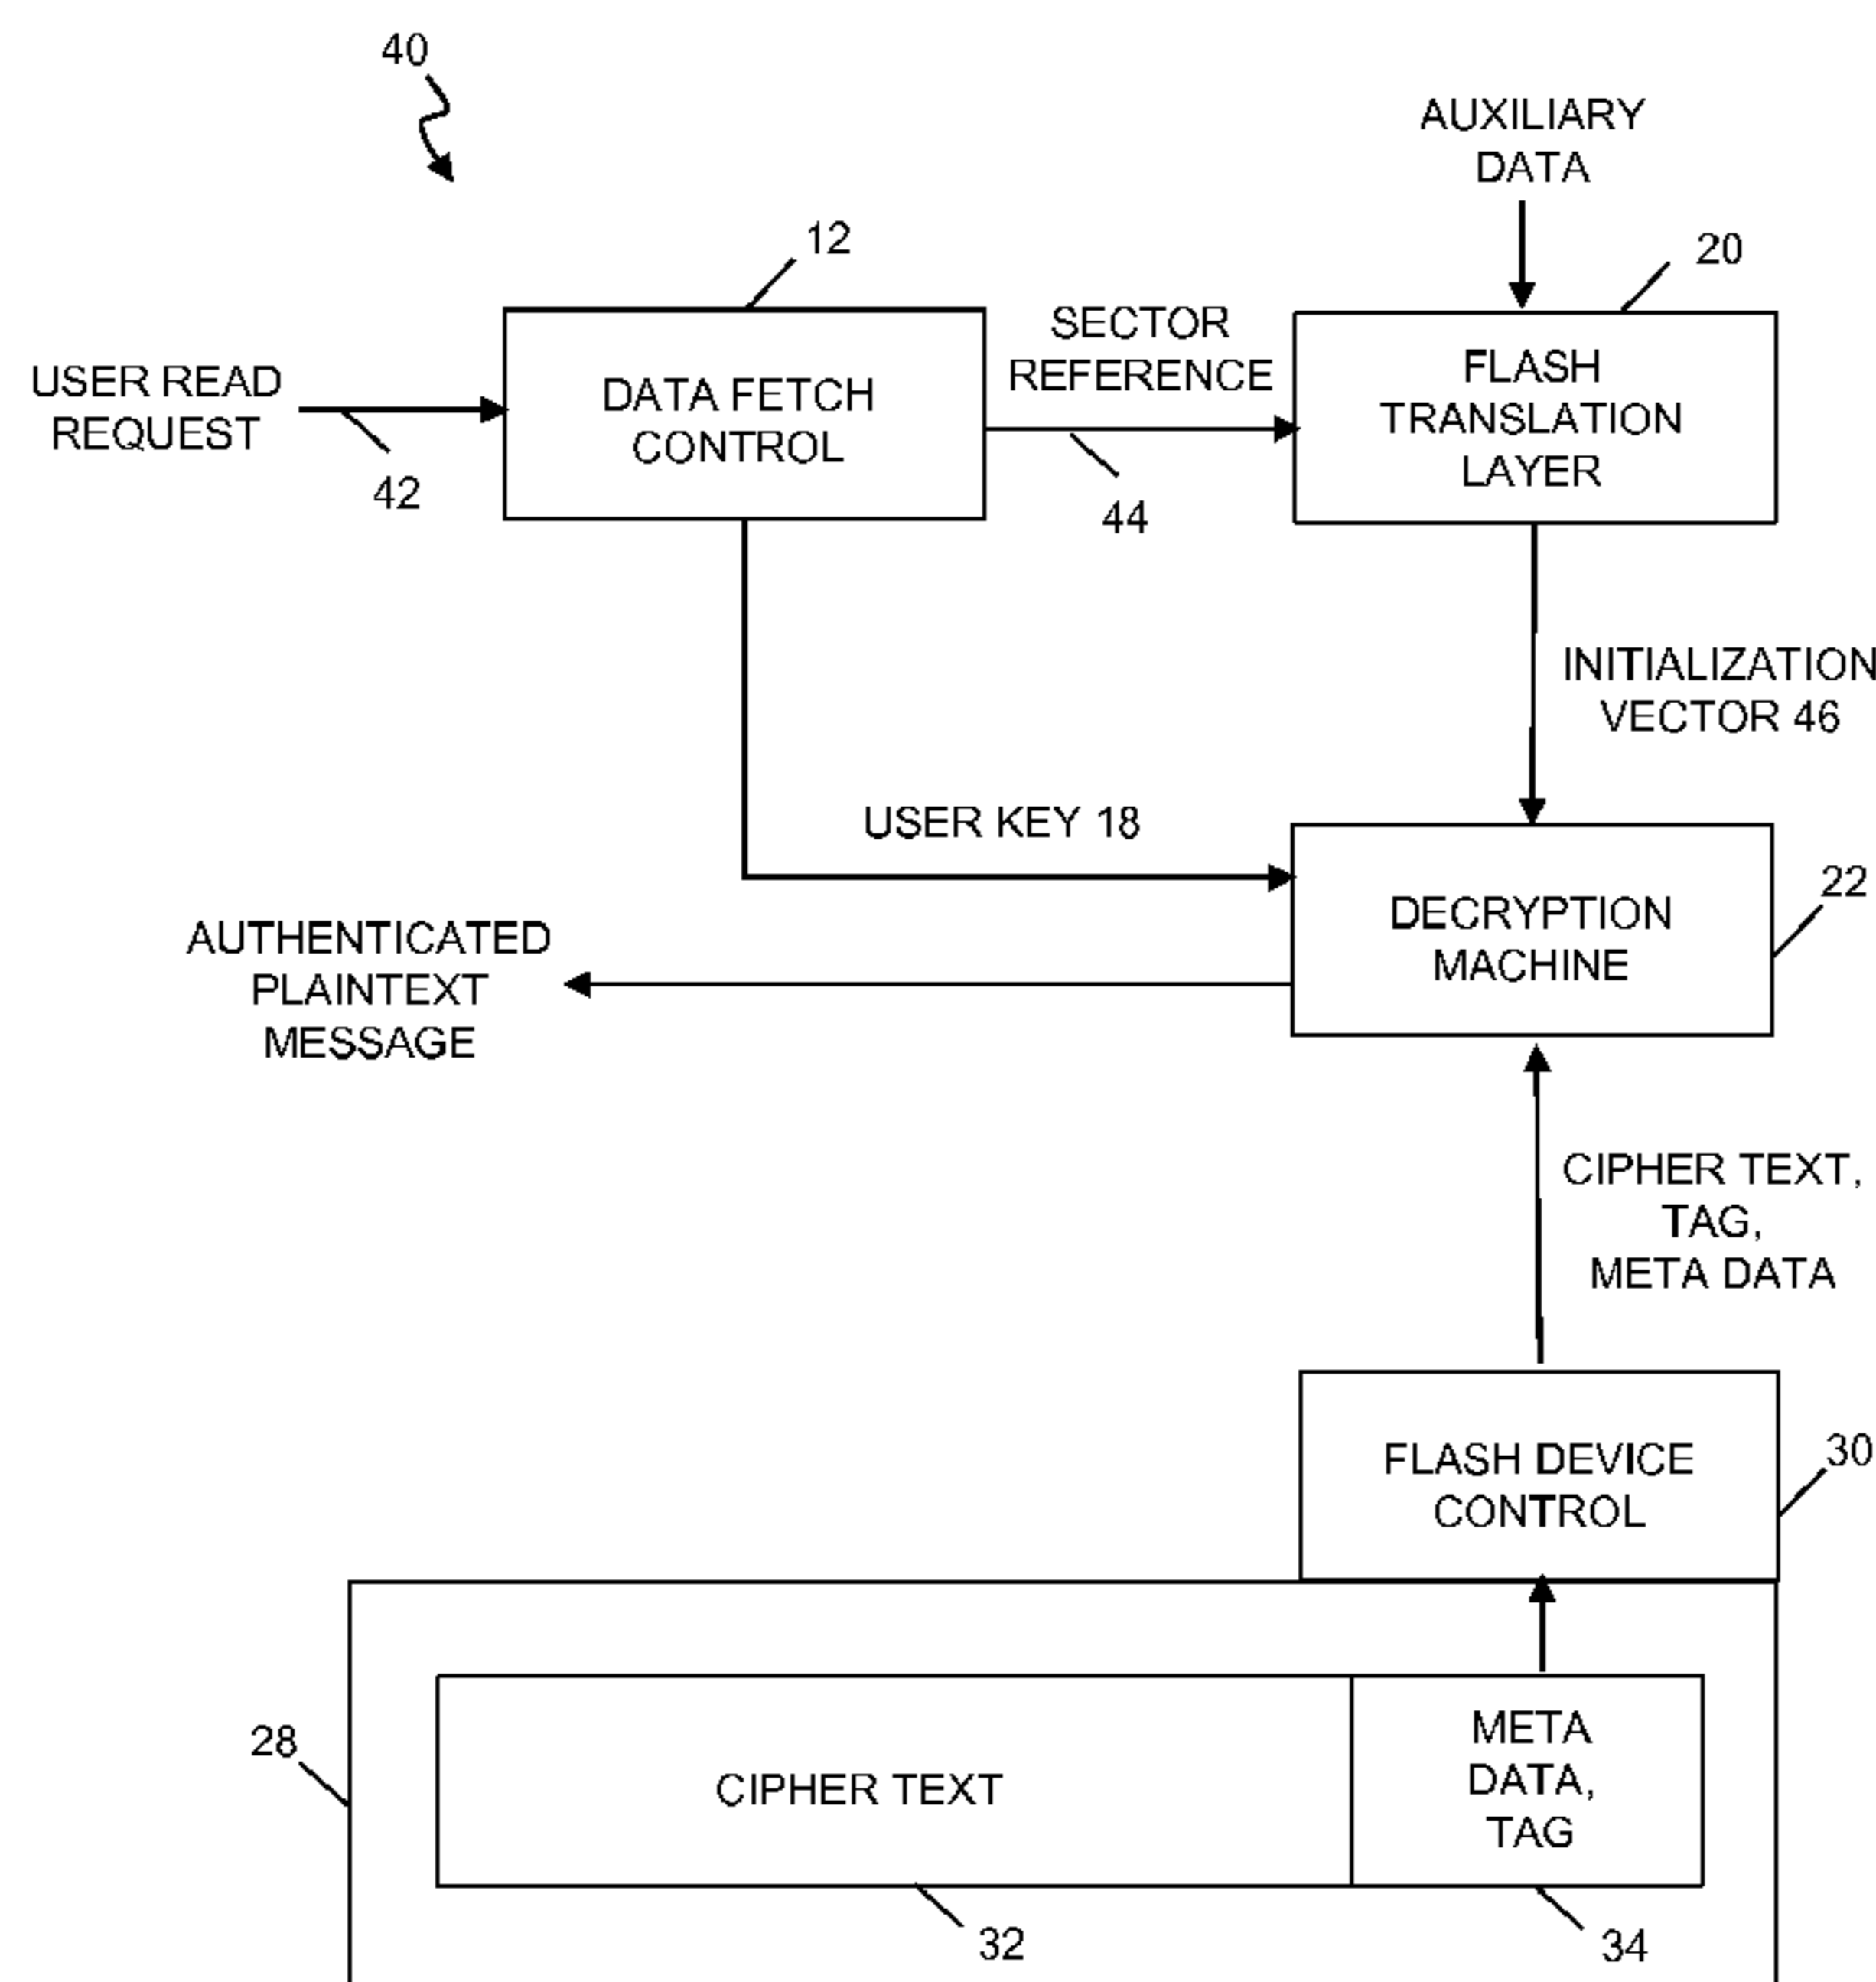 40
AUXILIARY
DATA
12
20
USER READ
REQUEST
42
DATA FETCH
CONTROL
SECTOR
REFERENCE
44
FLASH
TRANSLATION
LAYER
INITIALIZATION
VECTOR 46
USER KEY 18
DECRYPTION
MACHINE
22
AUTHENTICATED
PLAINTEXT
MESSAGE
CIPHER TEXT,
TAG,
META DATA
FLASH DEVICE
CONTROL
30
28
CIPHER TEXT
META
DATA,
TAG
32
34